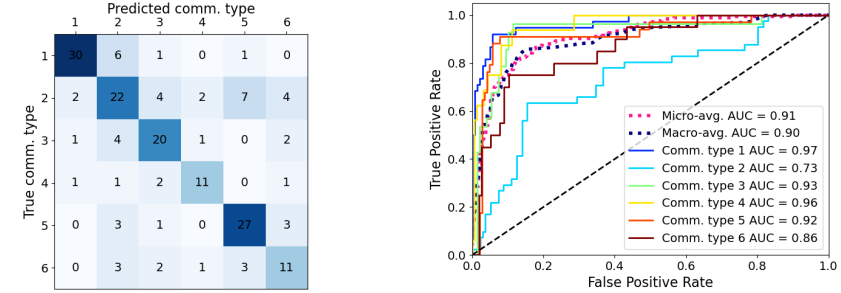 Predicted comm. type
1 2 3 4 5 6
True comm. type
1 30 6 1 0 1 0
2 2 22 4 2 7 4
3 1 4 20 1 0 2
4 1 1 2 11 0 1
5 0 3 1 0 27 3
6 0 3 2 1 3 11
True Positive Rate
1.0
0.8
0.6
0.4
0.2
0.0
Micro-avg. AUC = 0.91
Macro-avg. AUC = 0.90
Comm. type 1 AUC = 0.97
Comm. type 2 AUC = 0.73
Comm. type 3 AUC = 0.93
Comm. type 4 AUC = 0.96
Comm. type 5 AUC = 0.92
Comm. type 6 AUC = 0.86
0.0 0.2 0.4 0.6 0.8 1.0
False Positive Rate